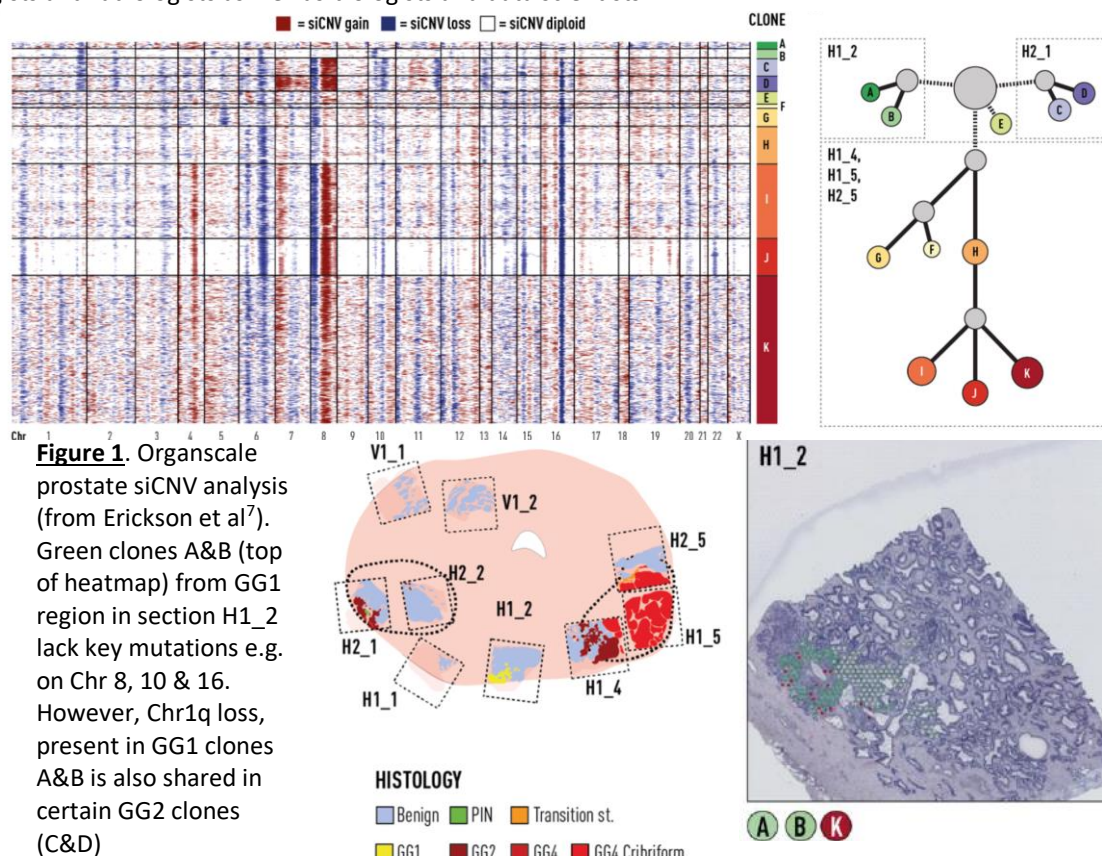 = siCNV gain = siCNV loss = siCNV diploid
CLONE
A
B
C
D
E
F
G
H
I
J
K
Chr 1 2 3 4 5 6 7 8 9 10 11 12 13 14 15 16 17 18 19 20 21 22 X
H1_2
H2_1
A
B
C
D
E
H1_4,
H1_5,
H2_5
G
F
H
I
J
K
Figure 1. Organscale
prostate siCNV analysis
(from Erickson et al7).
Green clones A&B (top
of heatmap) from GG1
region in section H1_2
lack key mutations e.g.
on Chr 8, 10 & 16.
However, Chr1q loss,
present in GG1 clones
A&B is also shared in
certain GG2 clones
(C&D)
V1_1
V1_2
H2_5
H2_2
H1_2
H2_1
H1_5
H1_1
H1_4
HISTOLOGY
Benign PIN Transition st.
GG1 GG2 GG4 GG4 Cribriform
H1_2
A B K